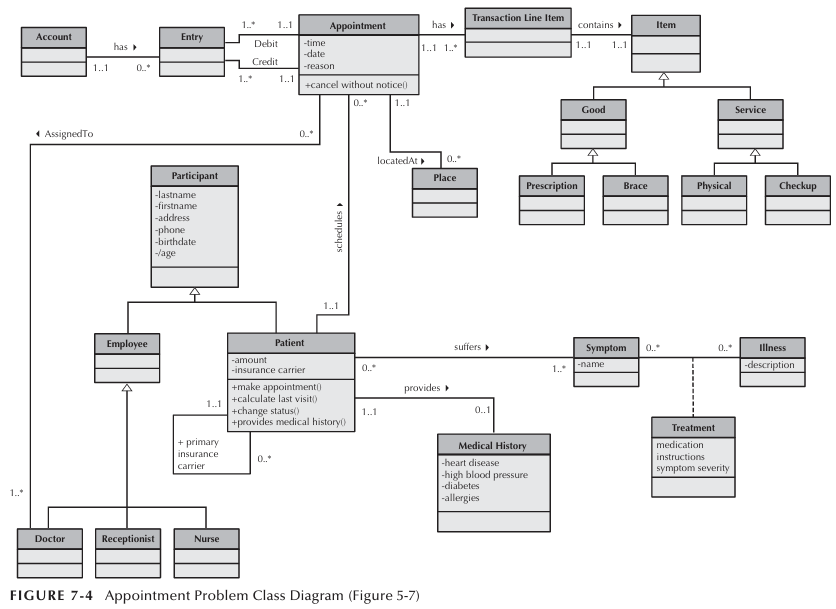 Account
has ▸
1..1
0..*
Entry
1..*
1..1
Debit
Credit
1..*
1..1
Appointment
-time
-date
-reason
+cancel without notice()
has ▸
1..1
1..*
Transaction Line Item
contains ▸
1..1
1..1
Item
Good
Service
Prescription
Brace
Physical
Checkup
◂ AssignedTo
0..*
0..*
1..1
locatedAt ▸
0..*
Place
Participant
-lastname
-firstname
-address
-phone
-birthdate
-/age
schedules ▸
1..1
Employee
Patient
-amount
-insurance carrier
+make appointment()
+calculate last visit()
+change status()
+provides medical history()
1..1
+ primary
insurance
carrier
0..*
suffers ▸
0..*
1..*
Symptom
-name
0..*
0..*
Illness
-description
provides ▸
1..1
0..1
Medical History
-heart disease
-high blood pressure
-diabetes
-allergies
Treatment
medication
instructions
symptom severity
1..*
Doctor
Receptionist
Nurse
FIGURE 7-4 Appointment Problem Class Diagram (Figure 5-7)